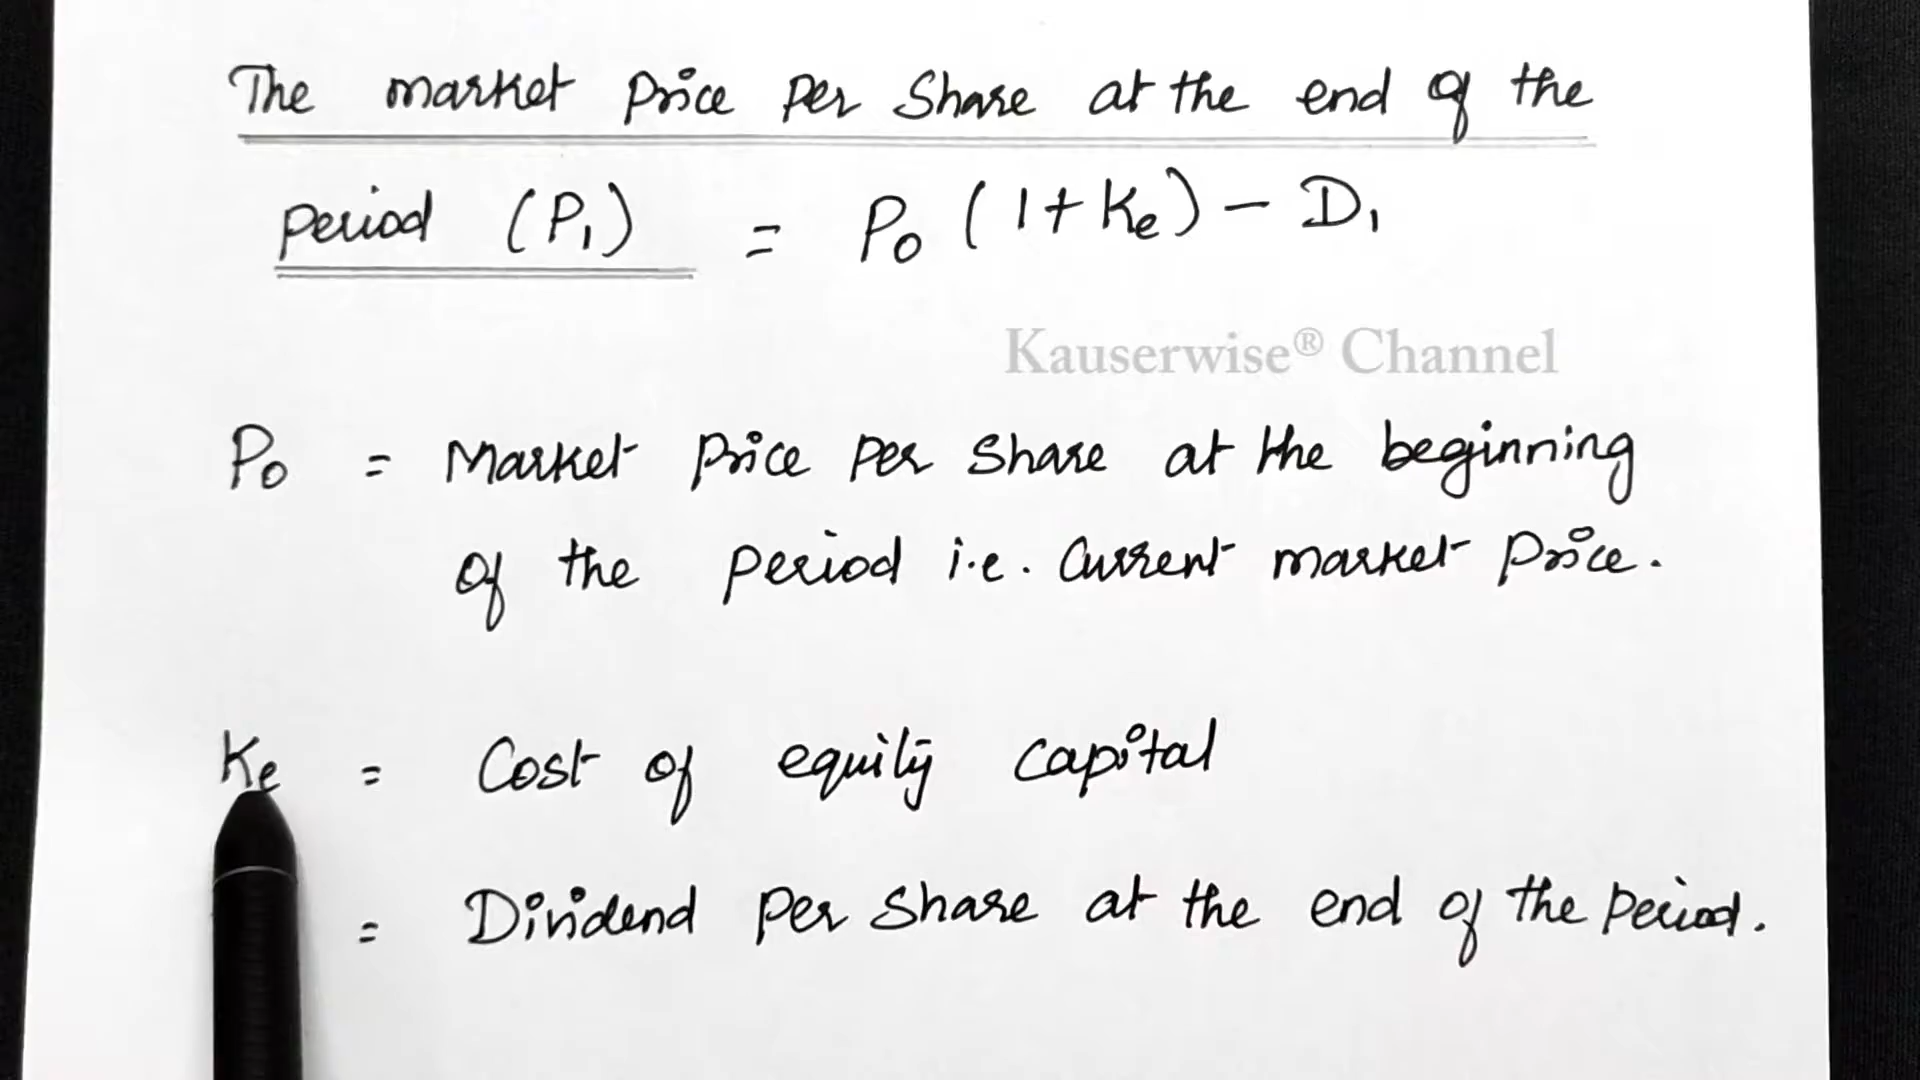 The market price per share at the end of the
period (P₁) = P₀ (1 + Ke) - D₁
Kauserwise® Channel
P₀ = Market price per share at the beginning
of the period i.e. Current market price.
Ke = Cost of equity capital
= Dividend per share at the end of the period.